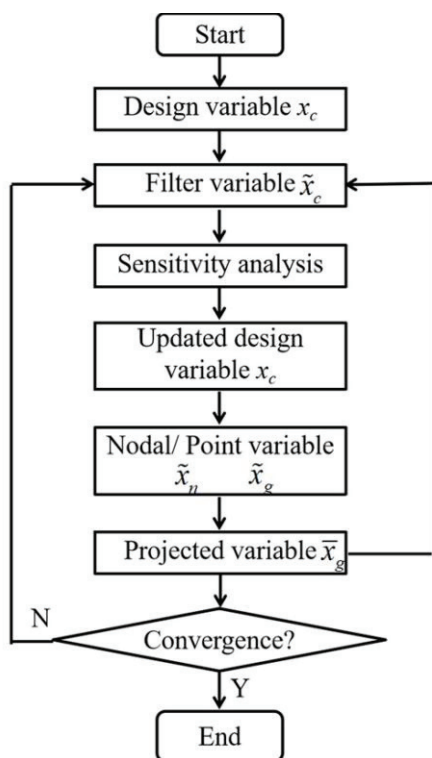 Start
Design variable x_c
Filter variable x̃_c
Sensitivity analysis
Updated design
variable x_c
Nodal/ Point variable
x̃_n x̃_g
Projected variable x̄_g
N
Convergence?
Y
End